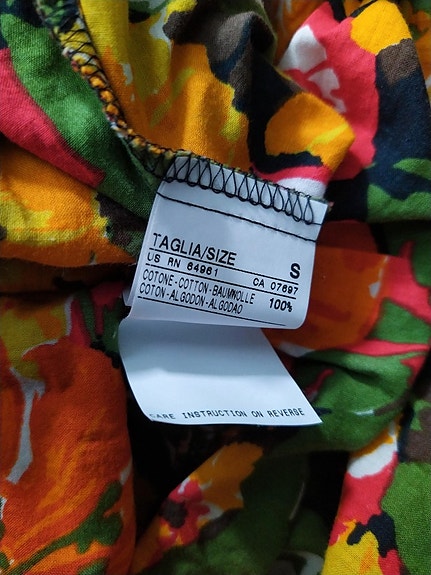 TAGLIA/SIZE S
US RN 64961 CA 07697
COTONE-COTTON-BAUMWOLLE 100%
COTON-ALGODON-ALGODAO
CARE INSTRUCTION ON REVERSE